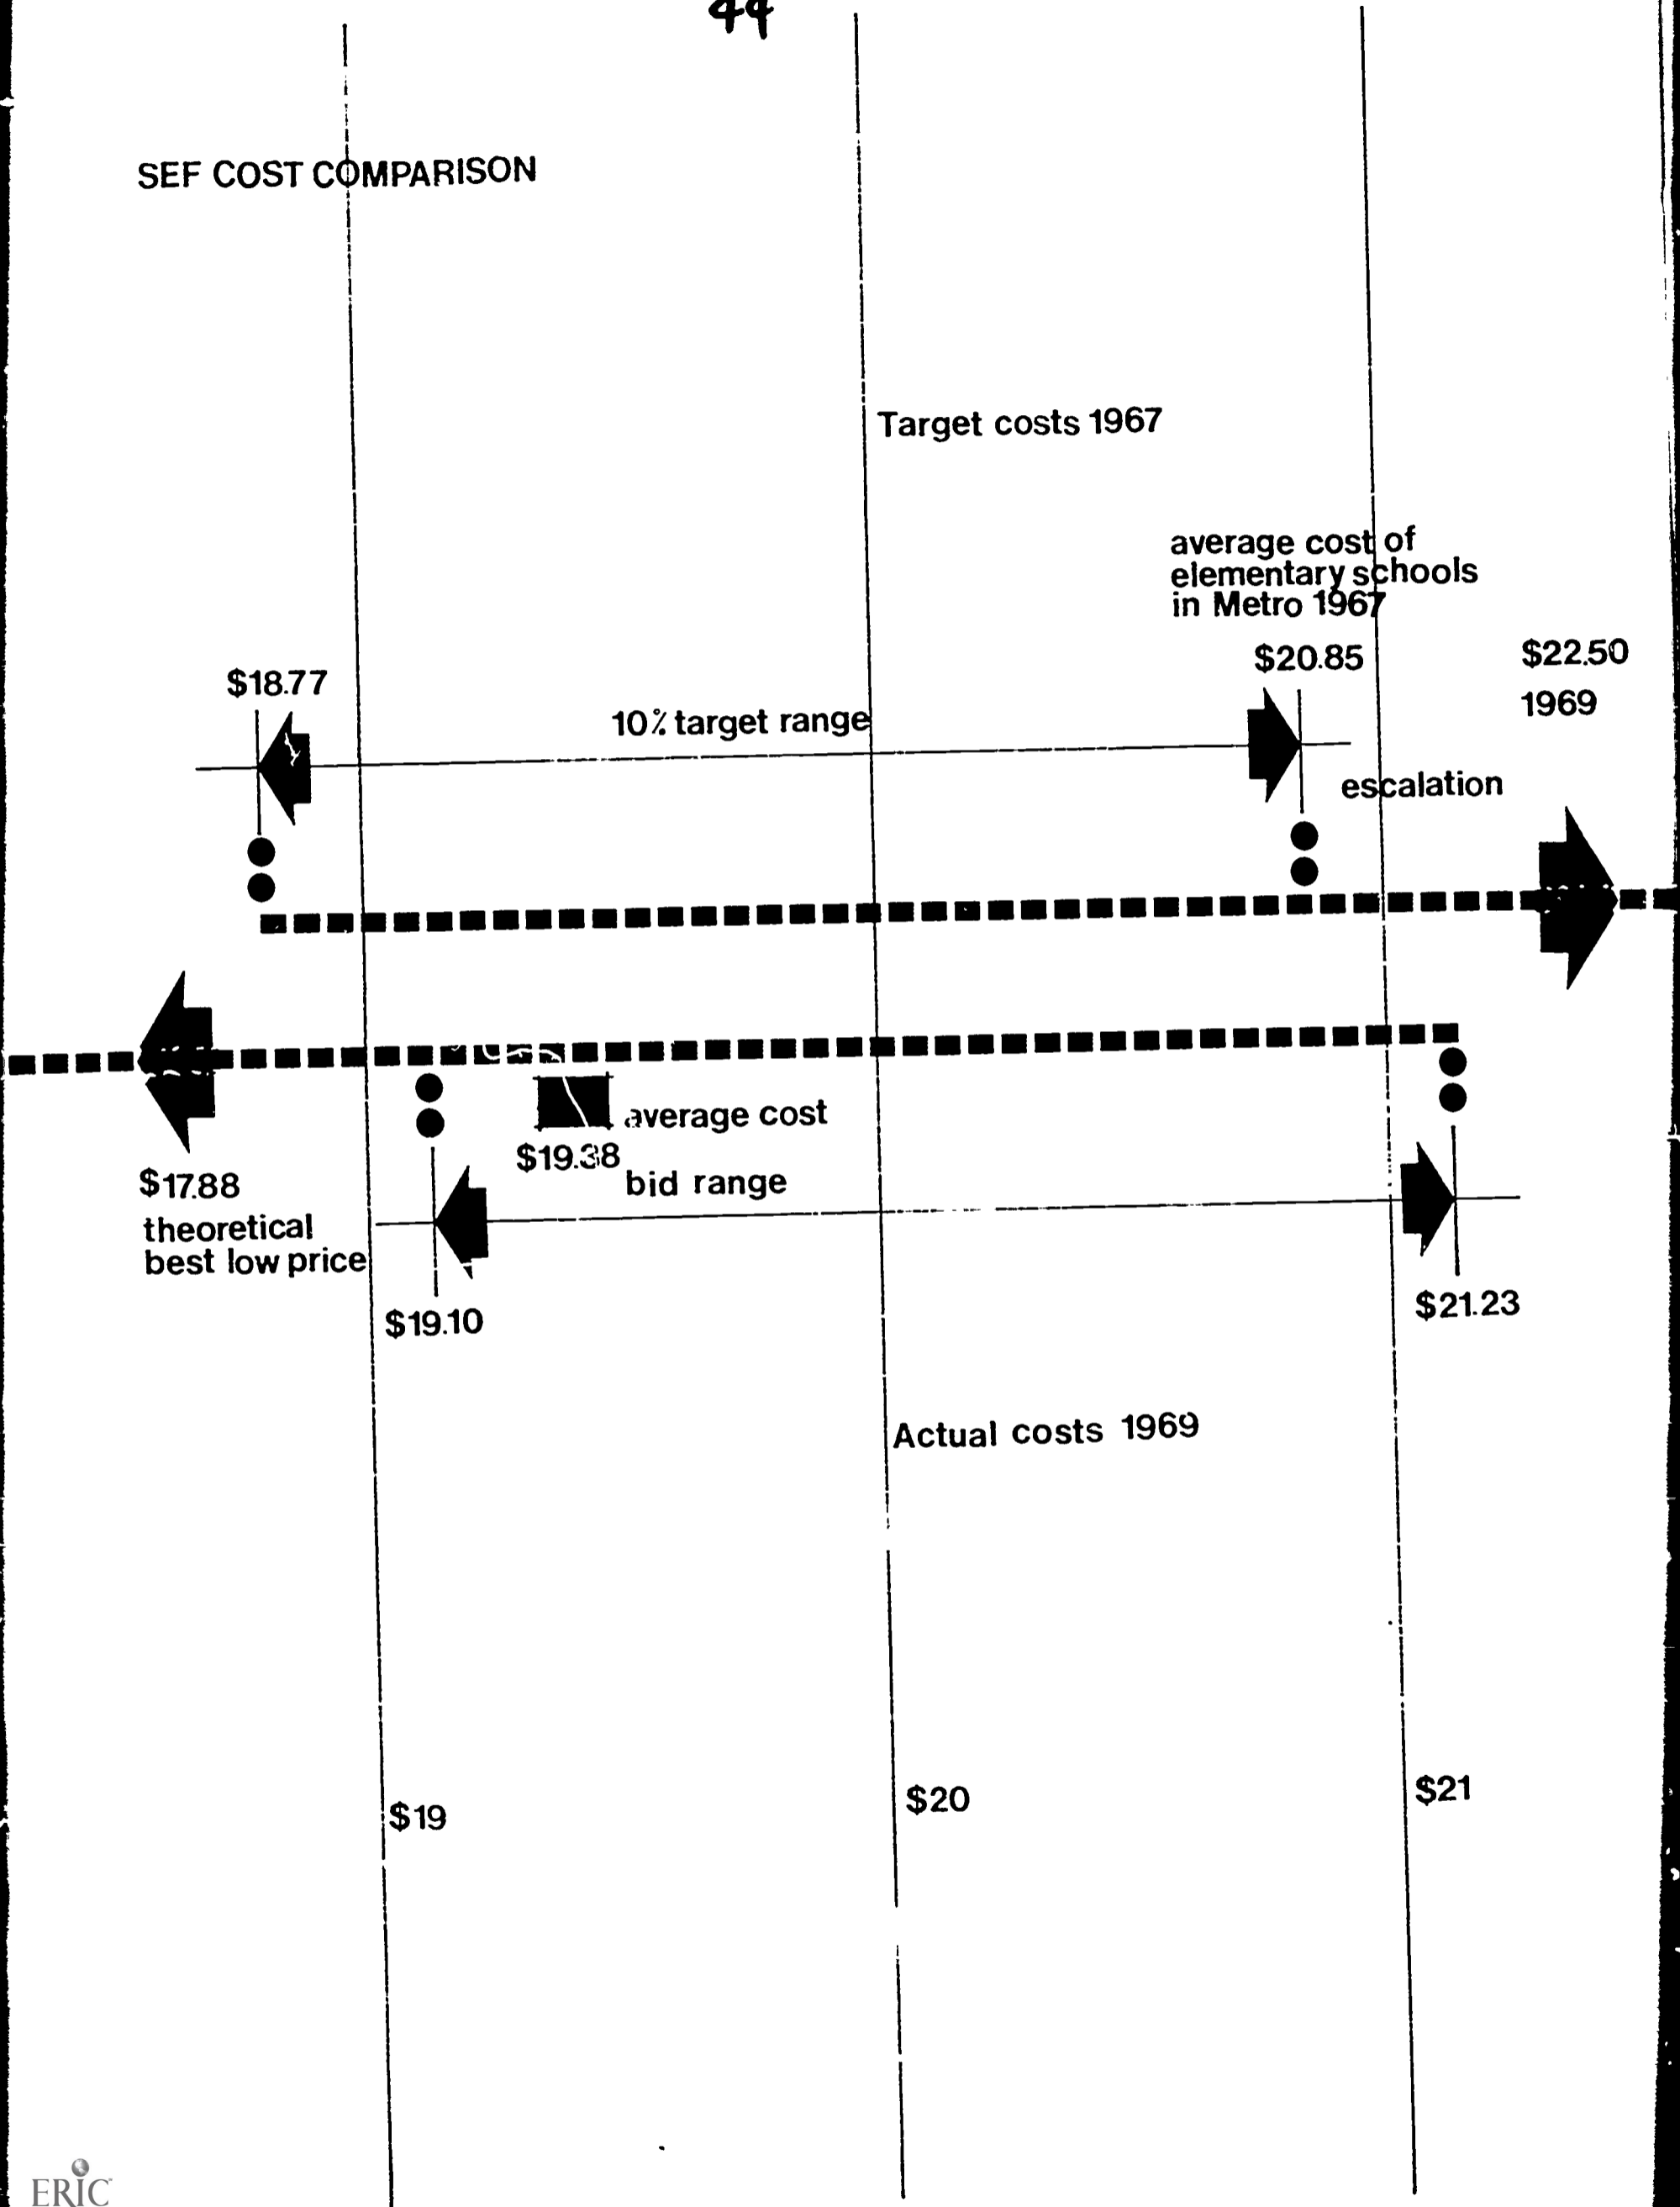 44
SEF COST COMPARISON
Target costs 1967
average cost of
elementary schools
in Metro 1967
$18.77
$20.85
$22.50
10% target range
1969
escalation
average cost
$19.38
bid range
$17.88
theoretical
best low price
$19.10
$21.23
Actual costs 1969
$19
$20
$21
ERIC